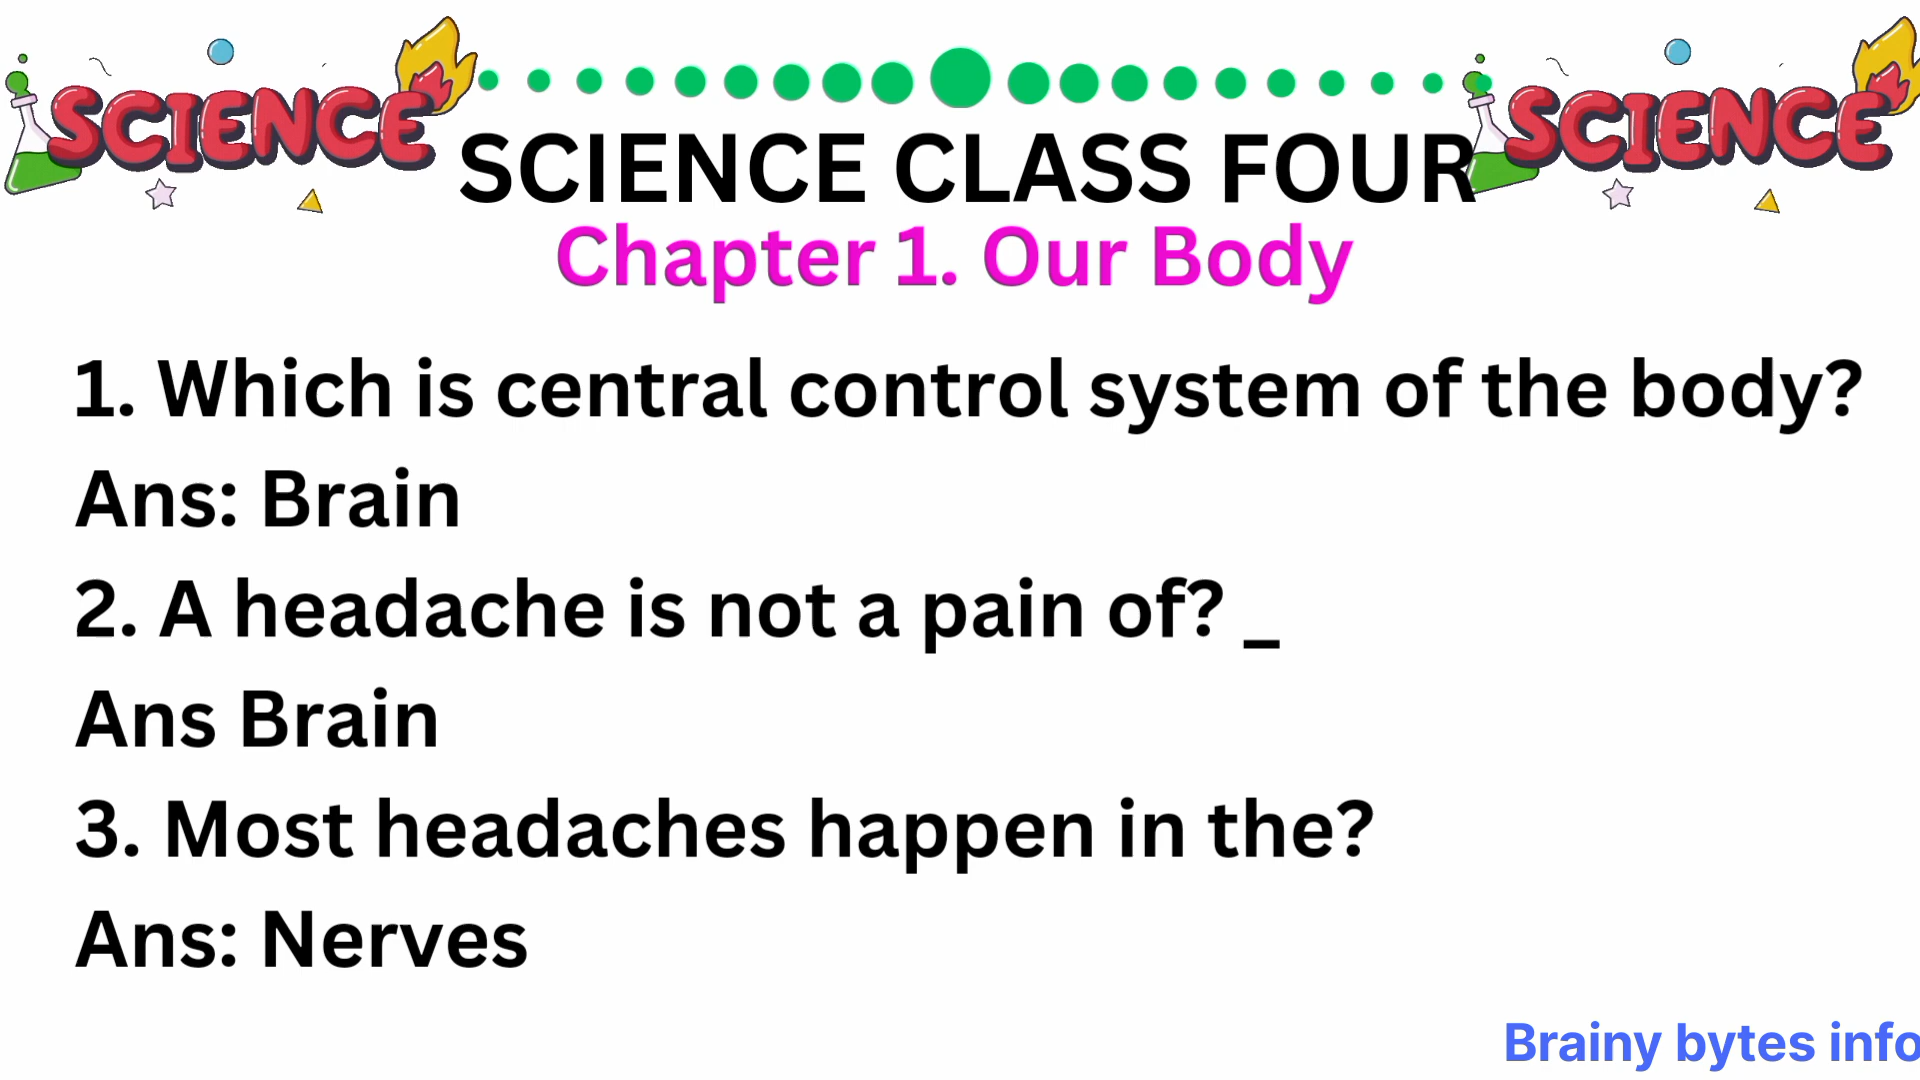 SCIENCE
SCIENCE
SCIENCE CLASS FOUR
Chapter 1. Our Body
1. Which is central control system of the body?
Ans: Brain
2. A headache is not a pain of? _
Ans Brain
3. Most headaches happen in the?
Ans: Nerves
Brainy bytes info